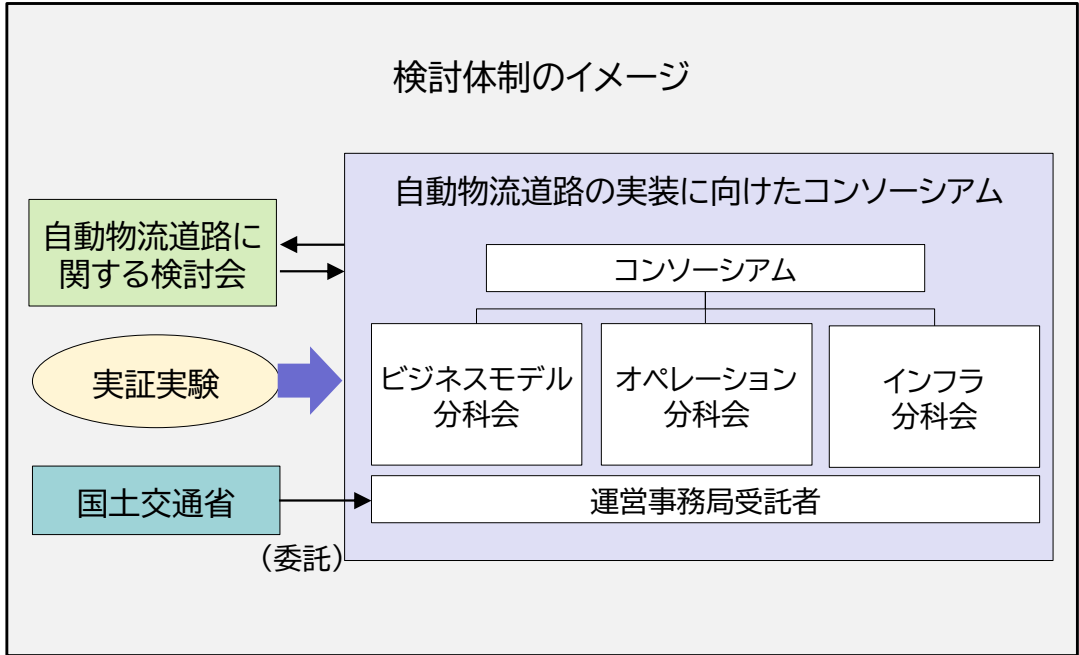 検討体制のイメージ
自動物流道路の実装に向けたコンソーシアム
自動物流道路に
関する検討会
コンソーシアム
実証実験
ビジネスモデル
分科会
オペレーション
分科会
インフラ
分科会
国土交通省
(委託)
運営事務局受託者